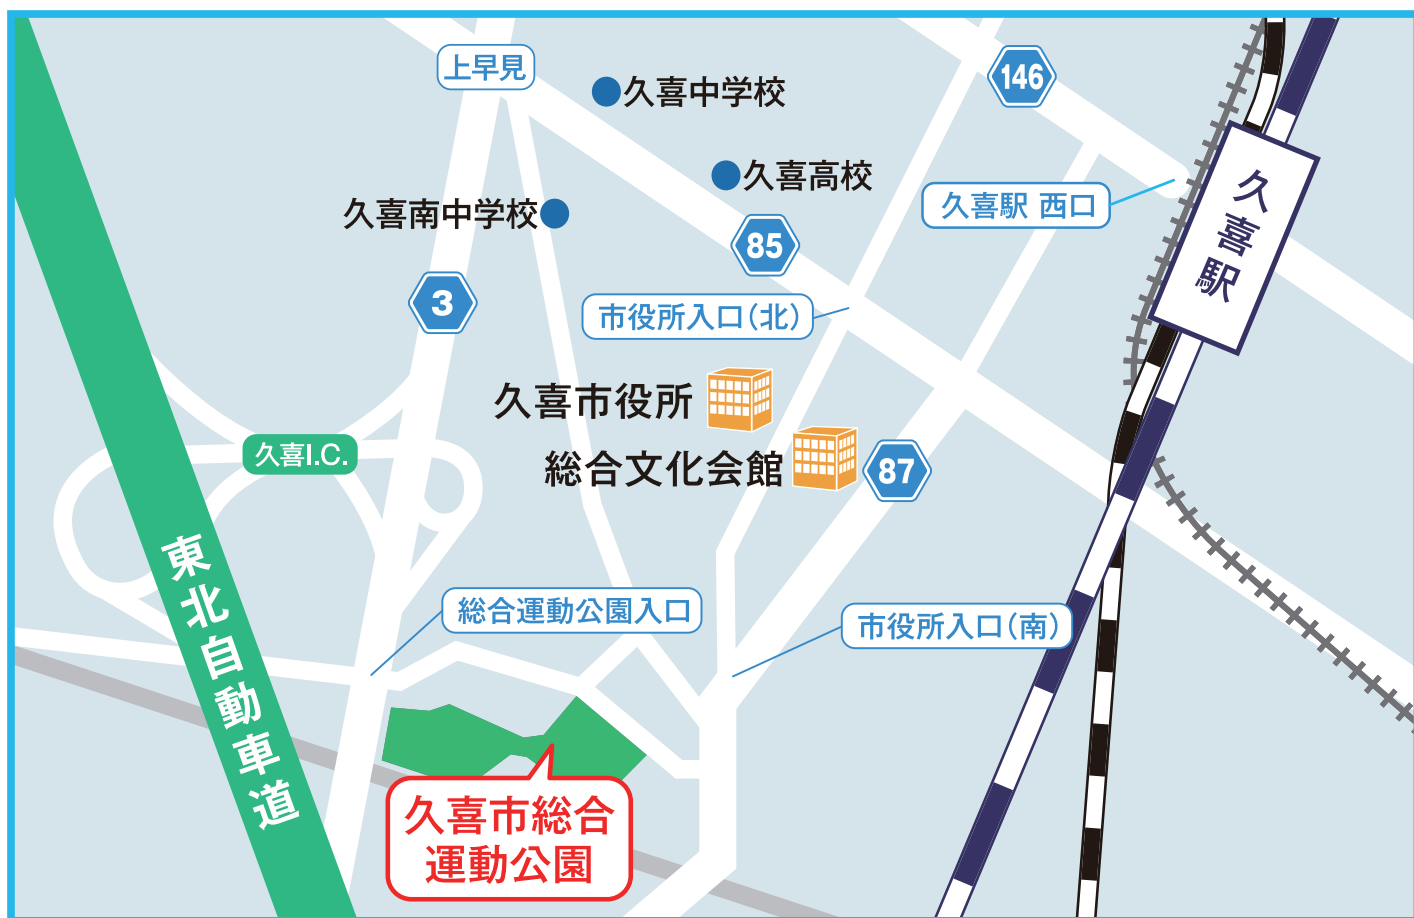 上早見
久喜中学校
146
久喜高校
久喜南中学校
久喜駅 西口
久喜駅
85
3
市役所入口(北)
久喜市役所
久喜I.C.
総合文化会館
87
東北自動車道
総合運動公園入口
市役所入口(南)
久喜市総合
運動公園